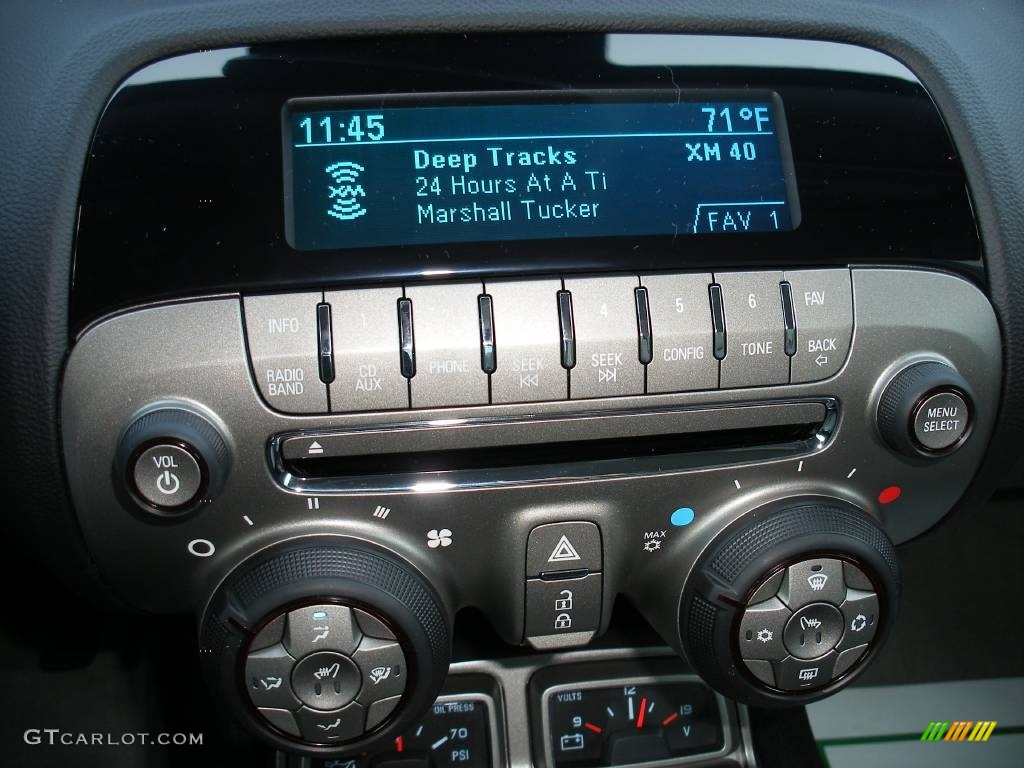 11:45 71°F
Deep Tracks XM 40
XM 24 Hours At A Ti
Marshall Tucker
FAV 1
INFO 1 4 5 6 FAV
RADIO BAND CD AUX PHONE SEEK SEEK CONFIG TONE BACK
MENU SELECT
VOL
MAX
OIL PRESS
70
PSI
VOLTS
9 12 19
V
GTCARLOT.COM